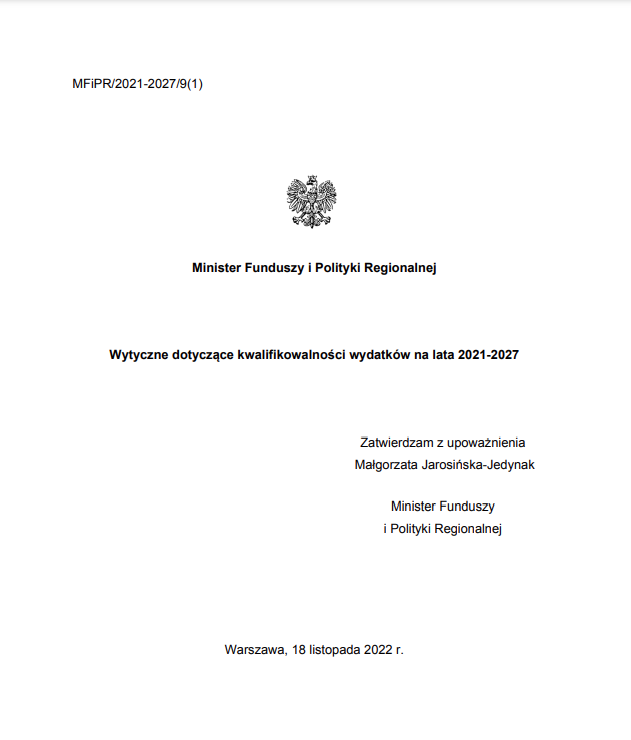 MFiPR/2021-2027/9(1)
Minister Funduszy i Polityki Regionalnej
Wytyczne dotyczące kwalifikowalności wydatków na lata 2021-2027
Zatwierdzam z upoważnienia
Małgorzata Jarosińska-Jedynak
Minister Funduszy
i Polityki Regionalnej
Warszawa, 18 listopada 2022 r.